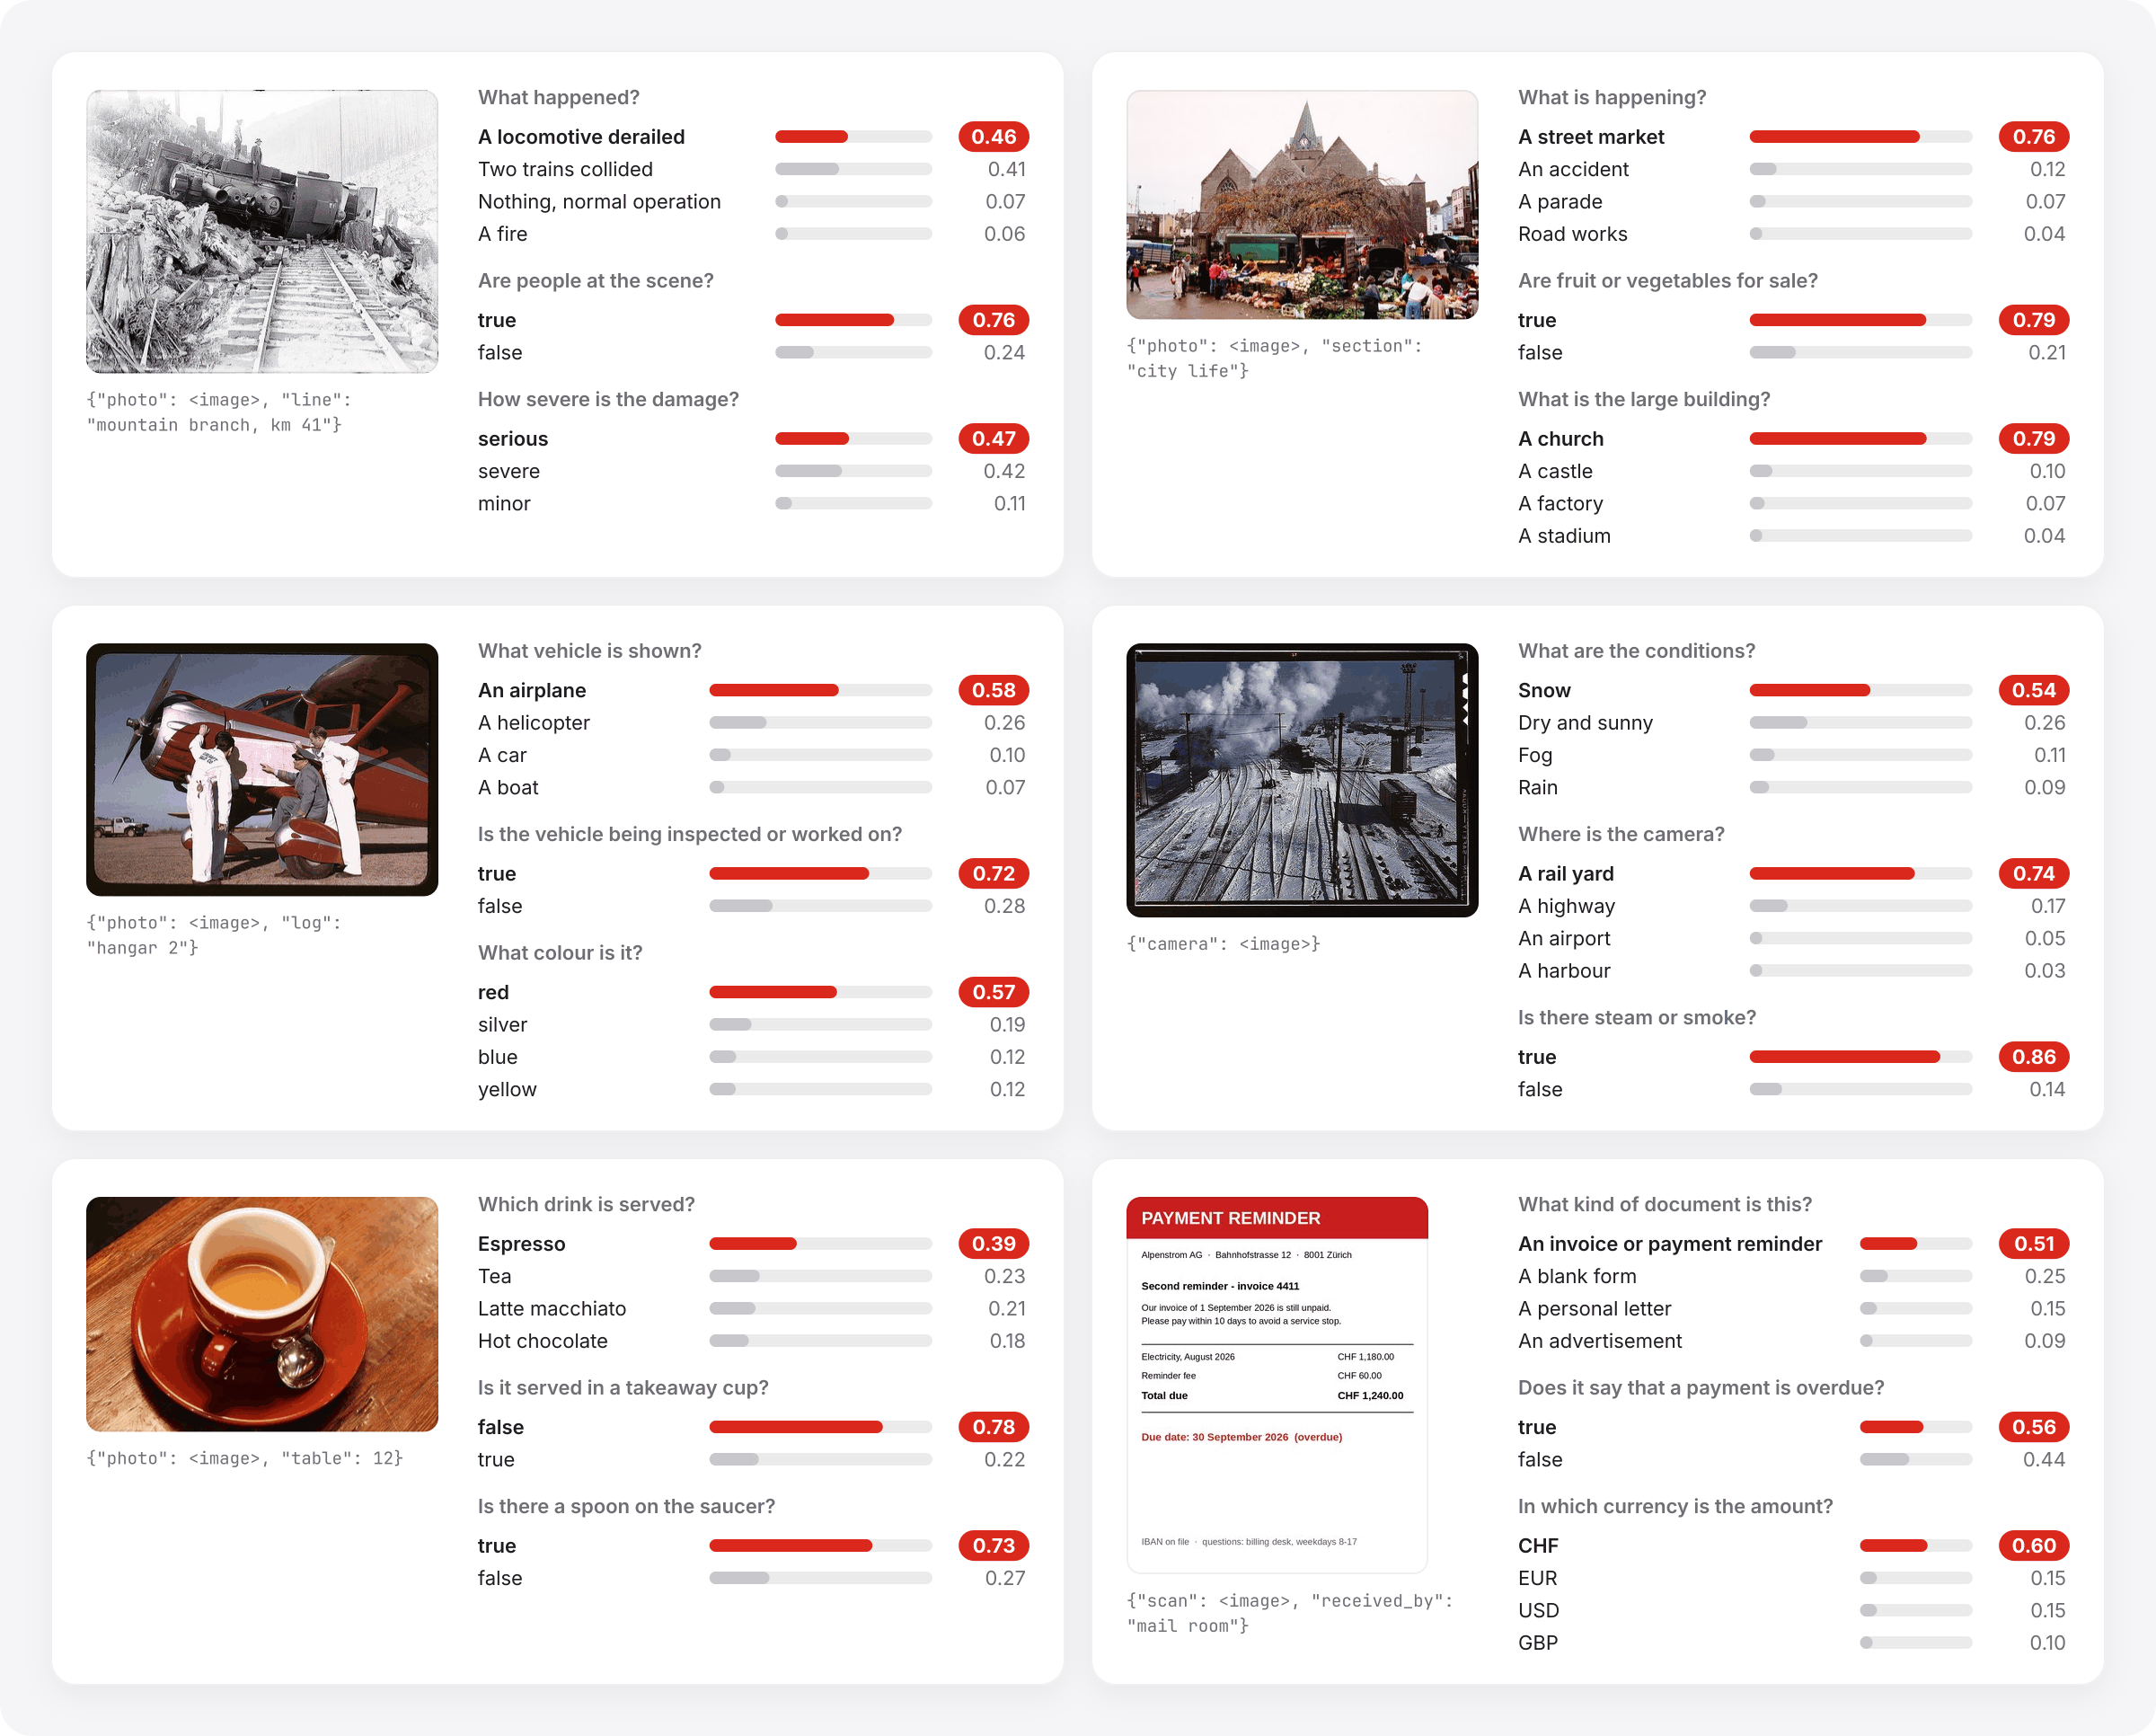 What happened?
A locomotive derailed 0.46
Two trains collided 0.41
Nothing, normal operation 0.07
A fire 0.06
Are people at the scene?
true 0.76
false 0.24
How severe is the damage?
serious 0.47
severe 0.42
minor 0.11
{"photo": <image>, "line":
"mountain branch, km 41"}
What is happening?
A street market 0.76
An accident 0.12
A parade 0.07
Road works 0.04
Are fruit or vegetables for sale?
true 0.79
false 0.21
What is the large building?
A church 0.79
A castle 0.10
A factory 0.07
A stadium 0.04
{"photo": <image>, "section":
"city life"}
What vehicle is shown?
An airplane 0.58
A helicopter 0.26
A car 0.10
A boat 0.07
Is the vehicle being inspected or worked on?
true 0.72
false 0.28
What colour is it?
red 0.57
silver 0.19
blue 0.12
yellow 0.12
{"photo": <image>, "log":
"hangar 2"}
What are the conditions?
Snow 0.54
Dry and sunny 0.26
Fog 0.11
Rain 0.09
Where is the camera?
A rail yard 0.74
A highway 0.17
An airport 0.05
A harbour 0.03
Is there steam or smoke?
true 0.86
false 0.14
{"camera": <image>}
Which drink is served?
Espresso 0.39
Tea 0.23
Latte macchiato 0.21
Hot chocolate 0.18
Is it served in a takeaway cup?
false 0.78
true 0.22
Is there a spoon on the saucer?
true 0.73
false 0.27
{"photo": <image>, "table": 12}
PAYMENT REMINDER
Alpenstrom AG · Bahnhofstrasse 12 · 8001 Zürich
Second reminder - invoice 4411
Our invoice of 1 September 2026 is still unpaid.
Please pay within 10 days to avoid a service stop.
Electricity, August 2026 CHF 1,180.00
Reminder fee CHF 60.00
Total due CHF 1,240.00
Due date: 30 September 2026 (overdue)
IBAN on file · questions: billing desk, weekdays 8-17
{"scan": <image>, "received_by":
"mail room"}
What kind of document is this?
An invoice or payment reminder 0.51
A blank form 0.25
A personal letter 0.15
An advertisement 0.09
Does it say that a payment is overdue?
true 0.56
false 0.44
In which currency is the amount?
CHF 0.60
EUR 0.15
USD 0.15
GBP 0.10